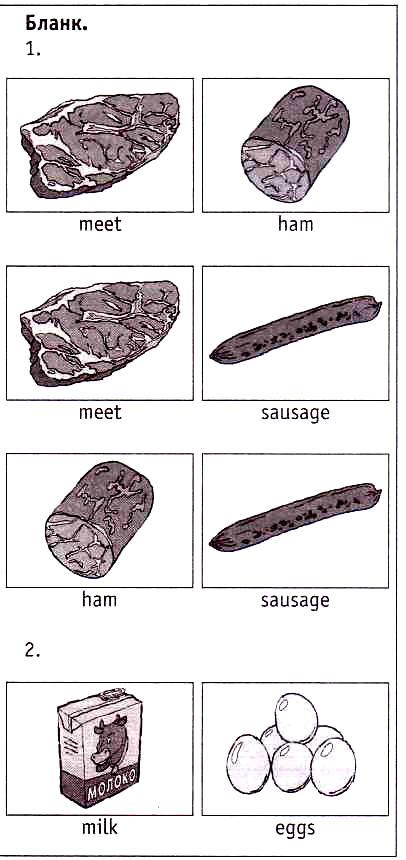 Бланк.
1.
meet ham
meet sausage
ham sausage
2.
МОЛОКО
milk eggs